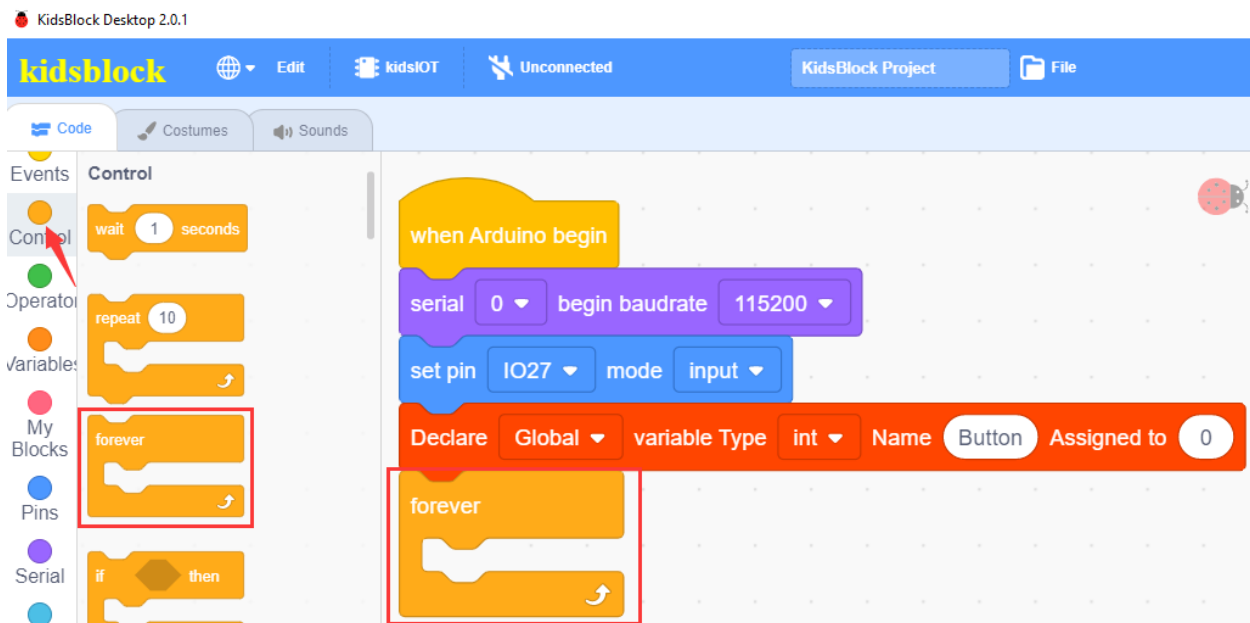 KidsBlock Desktop 2.0.1
kidsblock Edit kidsIOT Unconnected KidsBlock Project File
Code Costumes Sounds
Events
Control
Operator
Variables
My
Blocks
Pins
Serial
Control
wait 1 seconds
repeat 10
forever
if then
when Arduino begin
serial 0 begin baudrate 115200
set pin IO27 mode input
Declare Global variable Type int Name Button Assigned to 0
forever